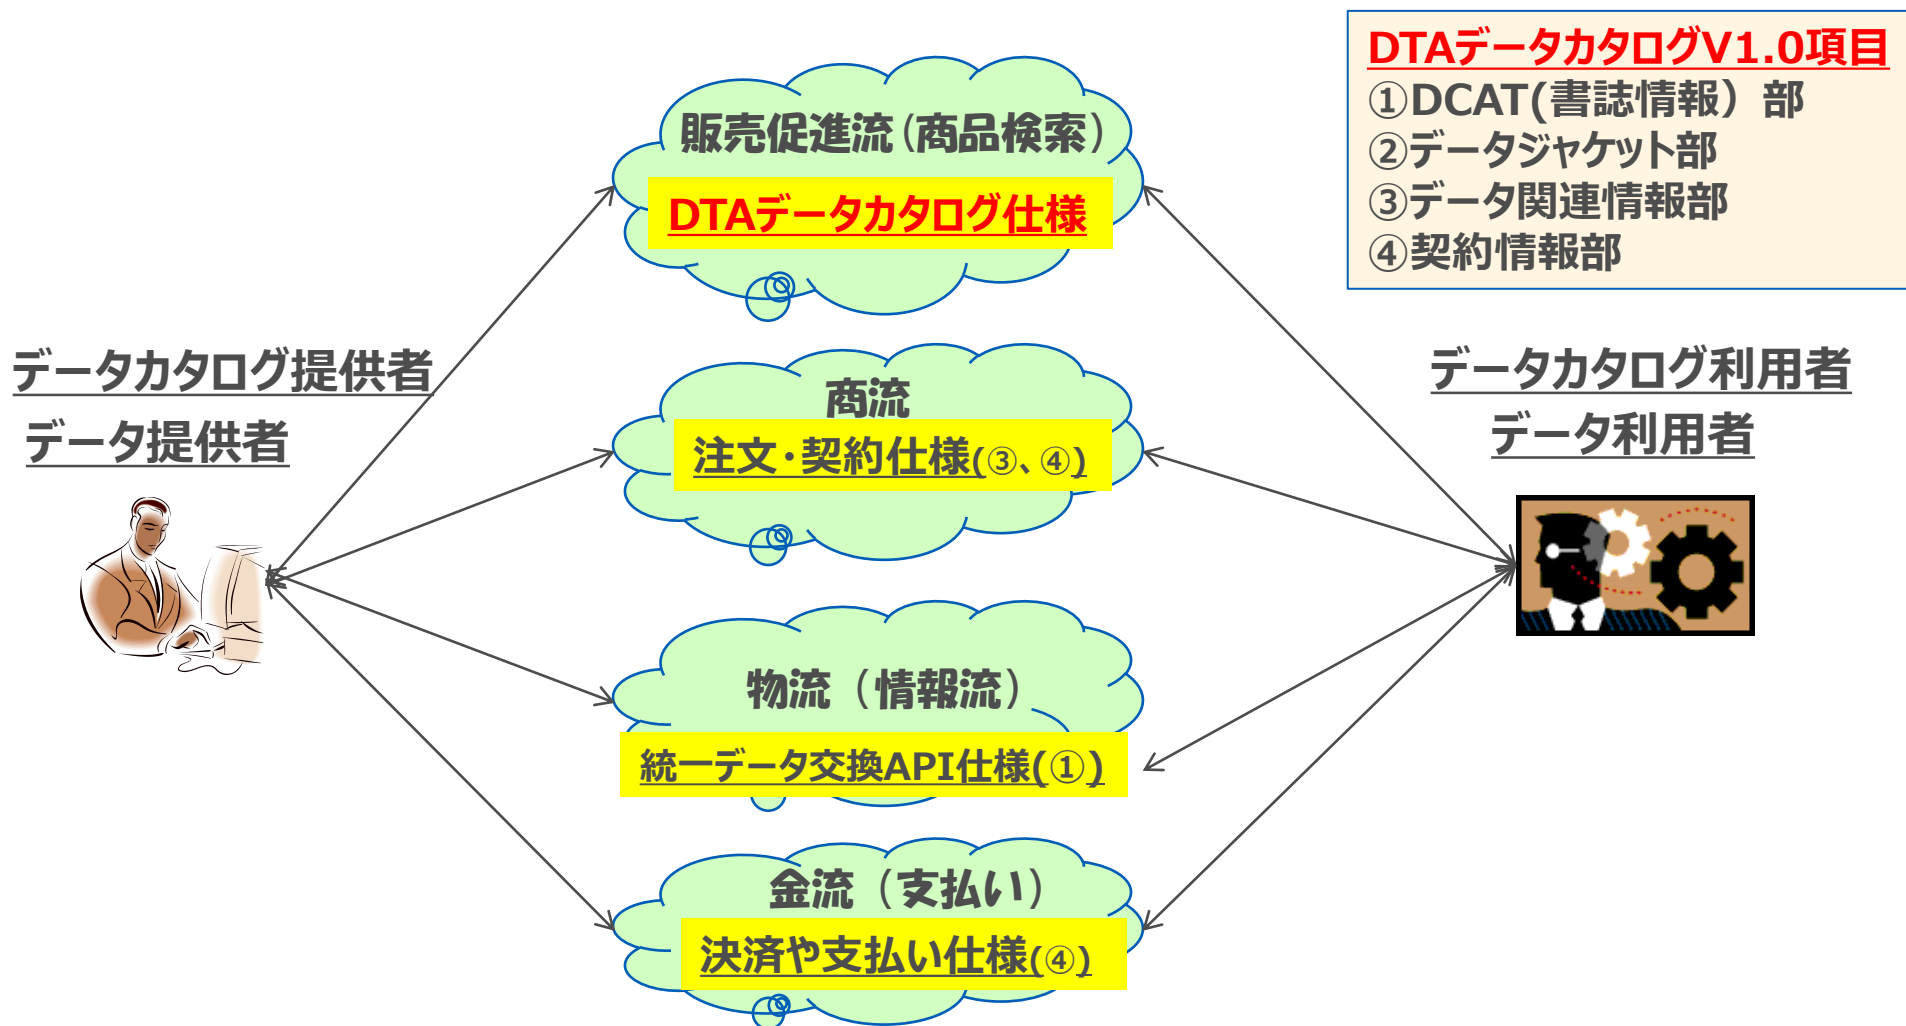 DTAデータカタログV1.0項目
①DCAT(書誌情報）部
②データジャケット部
③データ関連情報部
④契約情報部
販売促進流(商品検索)
DTAデータカタログ仕様
データカタログ提供者
データ提供者
データカタログ利用者
データ利用者
商流
注文・契約仕様(③、④)
物流（情報流）
統一データ交換API仕様(①)
金流（支払い）
決済や支払い仕様(④)